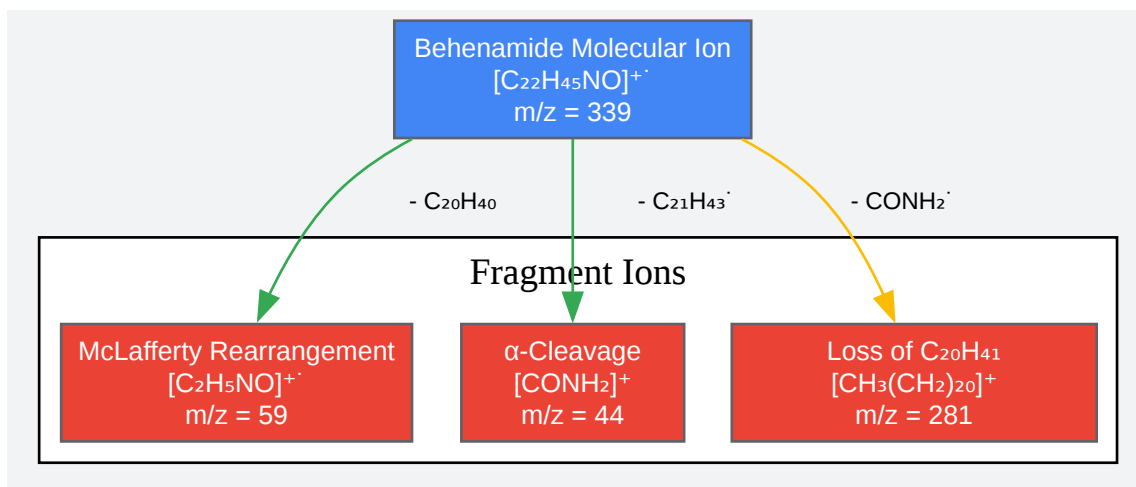 Behenamide Molecular Ion
[C₂₂H₄₅NO]⁺˙
m/z = 339
- C₂₀H₄₀
- C₂₁H₄₃˙
- CONH₂˙
Fragment Ions
McLafferty Rearrangement
[C₂H₅NO]⁺˙
m/z = 59
α-Cleavage
[CONH₂]⁺
m/z = 44
Loss of C₂₀H₄₁
[CH₃(CH₂)₂₀]⁺
m/z = 281